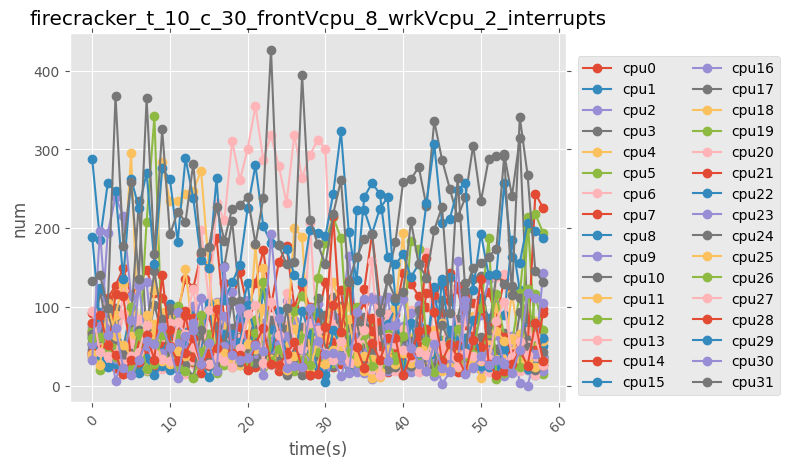 firecracker_t_10_c_30_frontVcpu_8_wrkVcpu_2_interrupts
400
300
200
100
0
num
0 10 20 30 40 50 60
time(s)
cpu0 cpu16
cpu1 cpu17
cpu2 cpu18
cpu3 cpu19
cpu4 cpu20
cpu5 cpu21
cpu6 cpu22
cpu7 cpu23
cpu8 cpu24
cpu9 cpu25
cpu10 cpu26
cpu11 cpu27
cpu12 cpu28
cpu13 cpu29
cpu14 cpu30
cpu15 cpu31